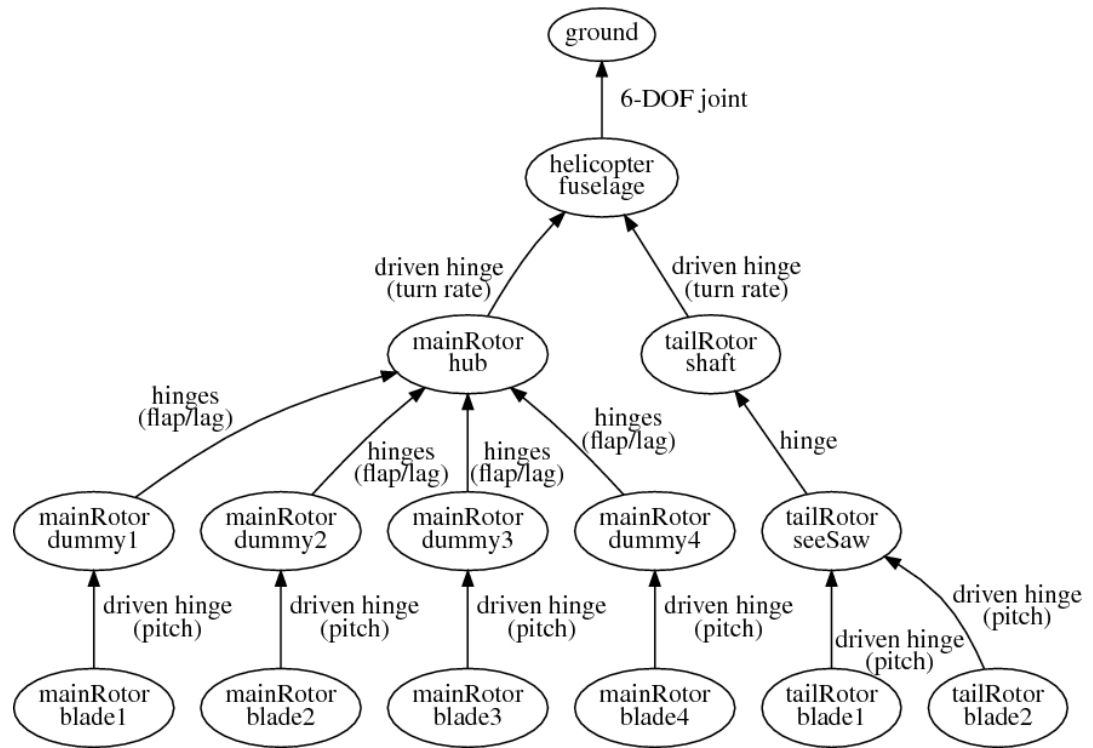 ground
6-DOF joint
helicopter
fuselage
driven hinge
(turn rate)
driven hinge
(turn rate)
mainRotor
hub
tailRotor
shaft
hinges
(flap/lag)
hinges
(flap/lag)
hinges
(flap/lag)
hinges
(flap/lag)
hinge
mainRotor
dummy1
mainRotor
dummy2
mainRotor
dummy3
mainRotor
dummy4
tailRotor
seeSaw
driven hinge
(pitch)
driven hinge
(pitch)
driven hinge
(pitch)
driven hinge
(pitch)
driven hinge
(pitch)
driven hinge
(pitch)
mainRotor
blade1
mainRotor
blade2
mainRotor
blade3
mainRotor
blade4
tailRotor
blade1
tailRotor
blade2